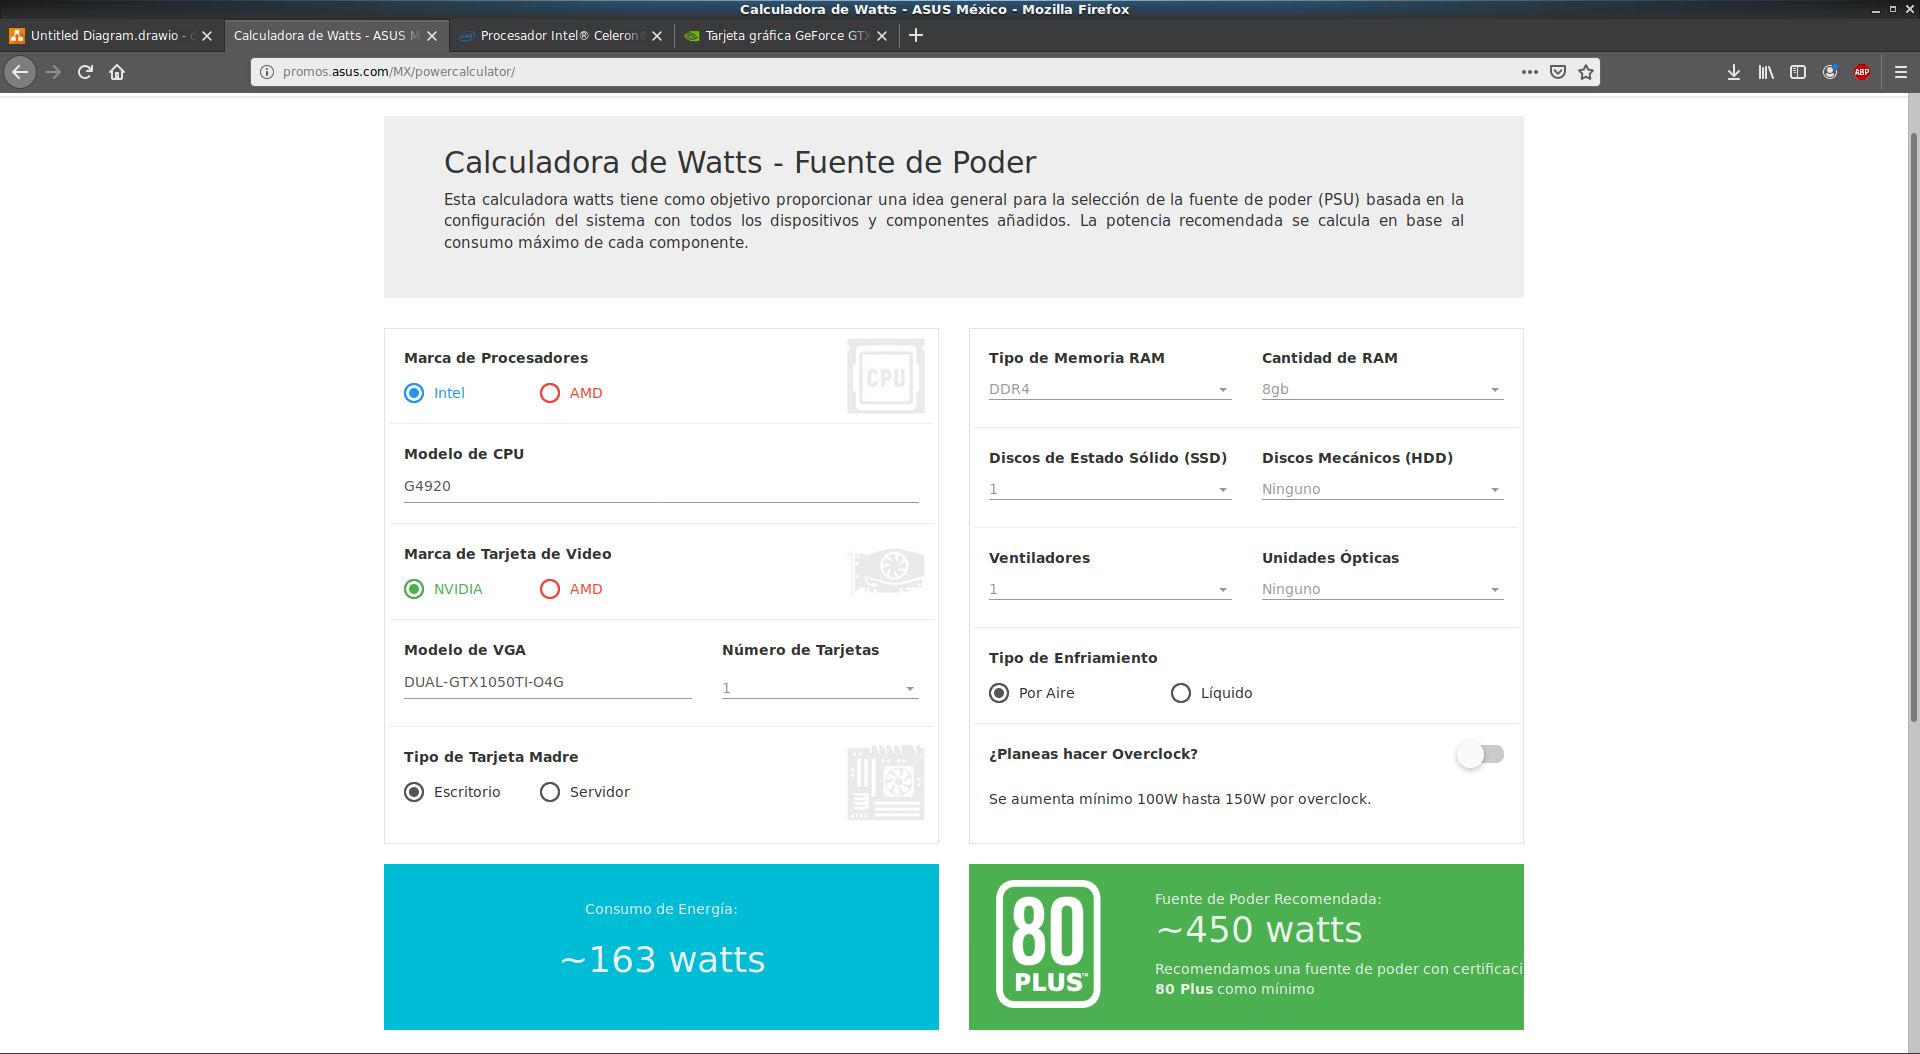 Calculadora de Watts - ASUS México - Mozilla Firefox
Untitled Diagram.drawio -
Calculadora de Watts - ASUS M
Procesador Intel® Celeron
Tarjeta gráfica GeForce GTX
promos.asus.com/MX/powercalculator/
ABP
Calculadora de Watts - Fuente de Poder
Esta calculadora watts tiene como objetivo proporcionar una idea general para la selección de la fuente de poder (PSU) basada en la
configuración del sistema con todos los dispositivos y componentes añadidos. La potencia recomendada se calcula en base al
consumo máximo de cada componente.
Marca de Procesadores
CPU
Intel
AMD
Modelo de CPU
G4920
Marca de Tarjeta de Video
NVIDIA
AMD
Modelo de VGA
Número de Tarjetas
DUAL-GTX1050TI-O4G
1
Tipo de Tarjeta Madre
Escritorio
Servidor
Tipo de Memoria RAM
Cantidad de RAM
DDR4
8gb
Discos de Estado Sólido (SSD)
Discos Mecánicos (HDD)
1
Ninguno
Ventiladores
Unidades Ópticas
1
Ninguno
Tipo de Enfriamiento
Por Aire
Líquido
¿Planeas hacer Overclock?
Se aumenta mínimo 100W hasta 150W por overclock.
Consumo de Energía:
~163 watts
80
PLUS™
Fuente de Poder Recomendada:
~450 watts
Recomendamos una fuente de poder con certificaci
80 Plus como mínimo